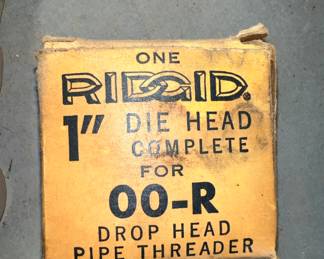 ONE
RIDGID.
1" DIE HEAD
COMPLETE
FOR
00-R
DROP HEAD
PIPE THREADER